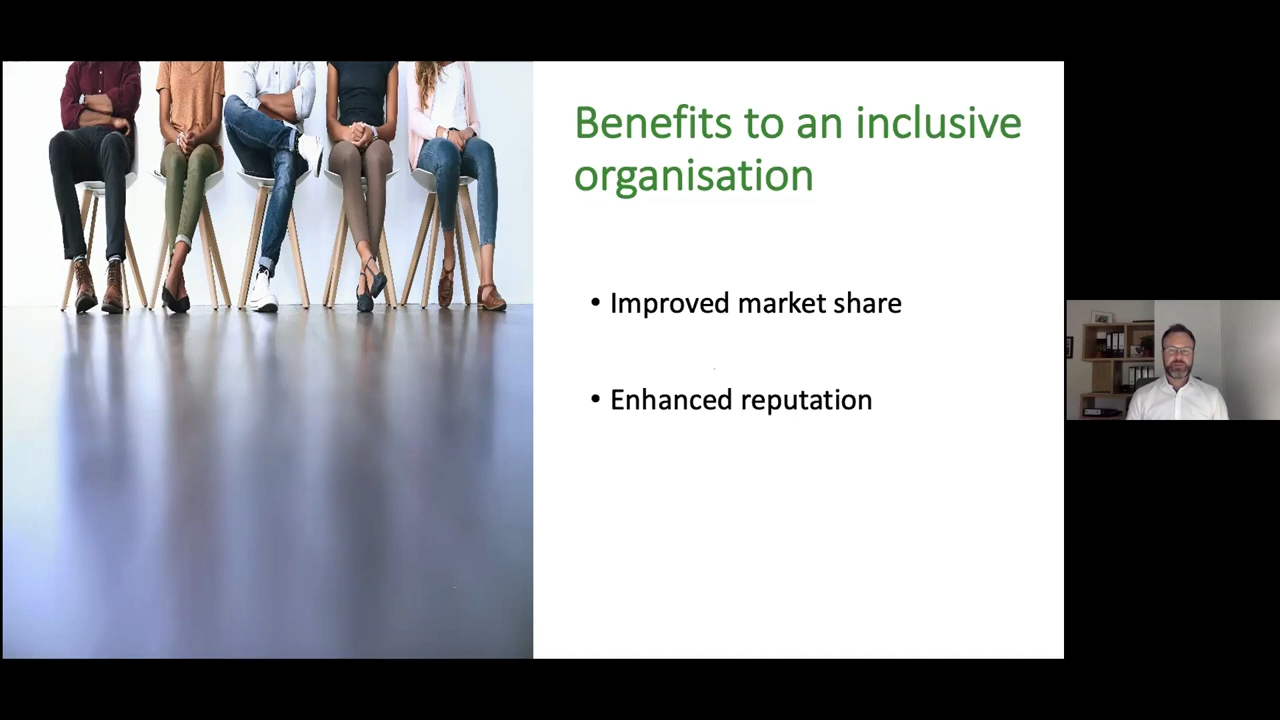 Benefits to an inclusive
organisation
• Improved market share
• Enhanced reputation